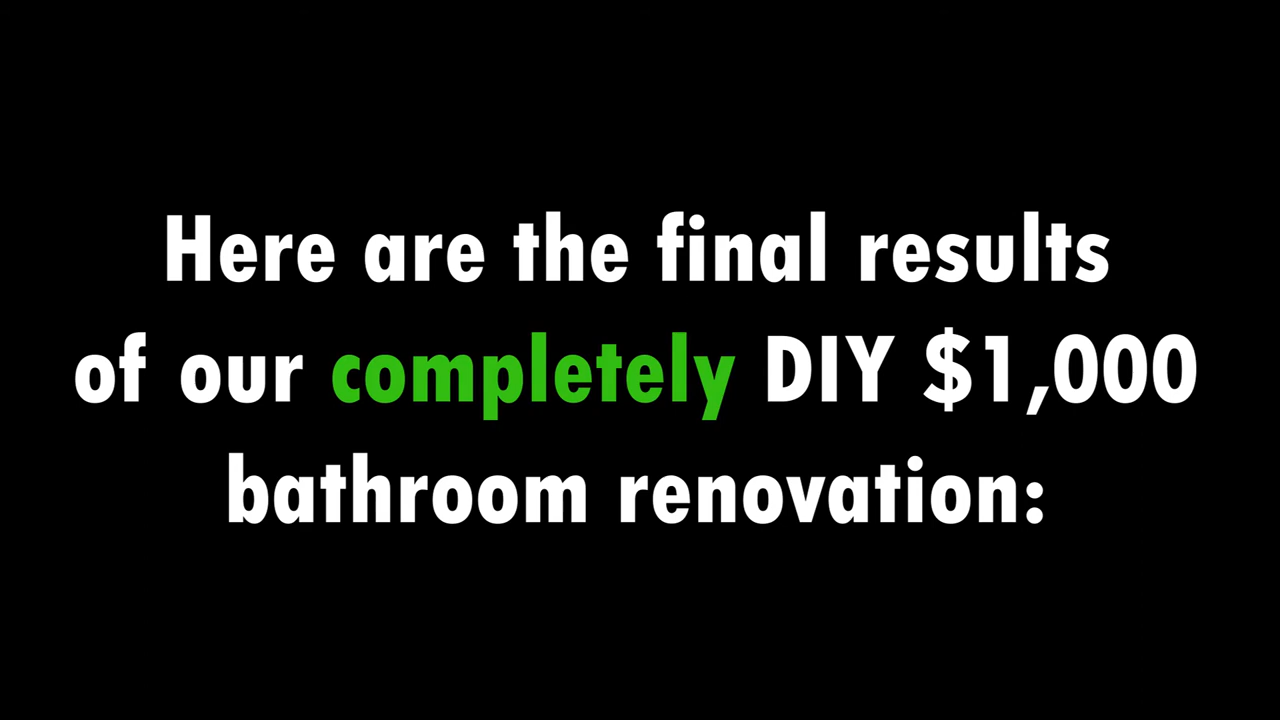 Here are the final results
of our completely DIY $1,000
bathroom renovation: